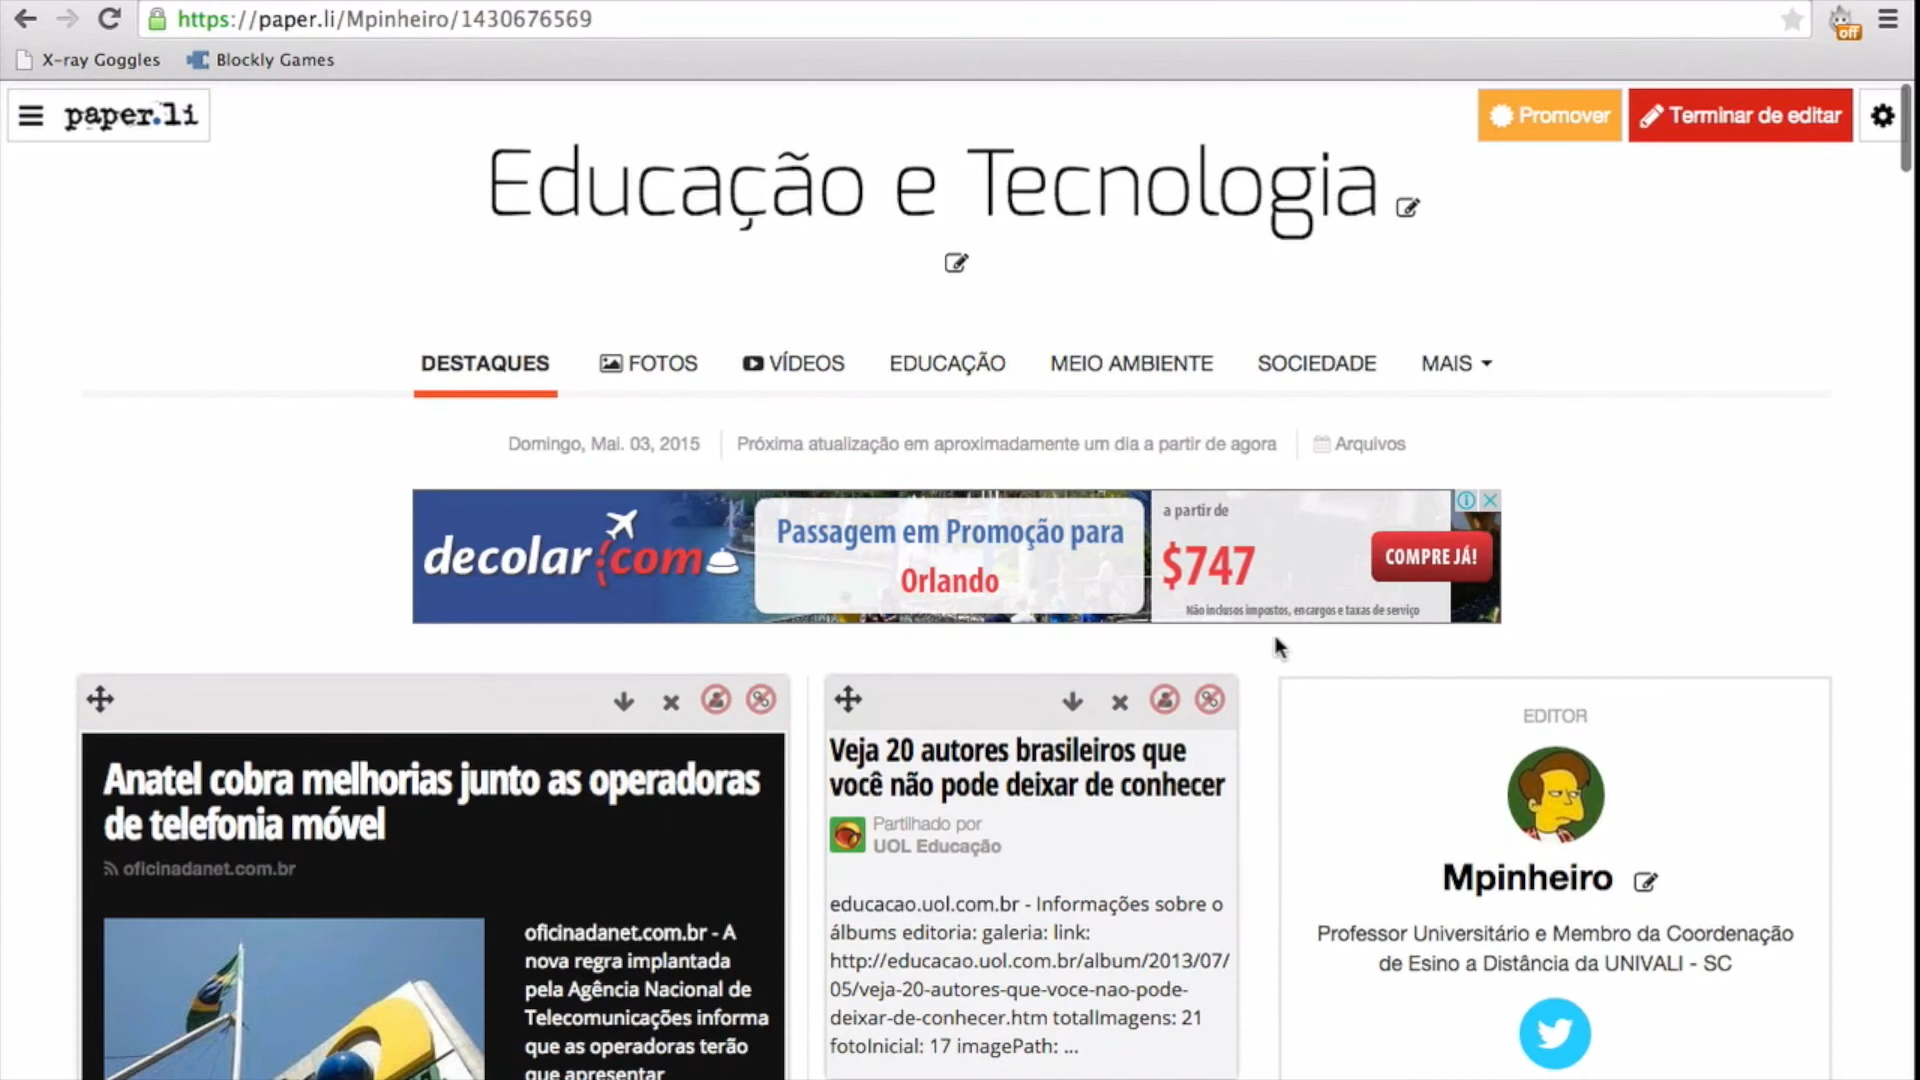 https://paper.li/Mpinheiro/1430676569
off
X-ray Goggles
Blockly Games
paper.li
Promover
Terminar de editar
Educação e Tecnologia
DESTAQUES
FOTOS
VÍDEOS
EDUCAÇÃO
MEIO AMBIENTE
SOCIEDADE
MAIS
Domingo, Mai. 03, 2015
Próxima atualização em aproximadamente um dia a partir de agora
Arquivos
decolar.com
Passagem em Promoção para
Orlando
a partir de
$747
Não inclusos impostos, encargos e taxas de serviço
COMPRE JÁ!
Anatel cobra melhorias junto as operadoras
de telefonia móvel
oficinadanet.com.br
oficinadanet.com.br - A
nova regra implantada
pela Agência Nacional de
Telecomunicações informa
que as operadoras terão
que apresentar
Veja 20 autores brasileiros que
você não pode deixar de conhecer
Partilhado por
UOL Educação
educacao.uol.com.br - Informações sobre o
álbums editoria: galeria: link:
http://educacao.uol.com.br/album/2013/07/
05/veja-20-autores-que-voce-nao-pode-
deixar-de-conhecer.htm totalImagens: 21
fotoInicial: 17 imagePath: ...
EDITOR
Mpinheiro
Professor Universitário e Membro da Coordenação
de Esino a Distância da UNIVALI - SC